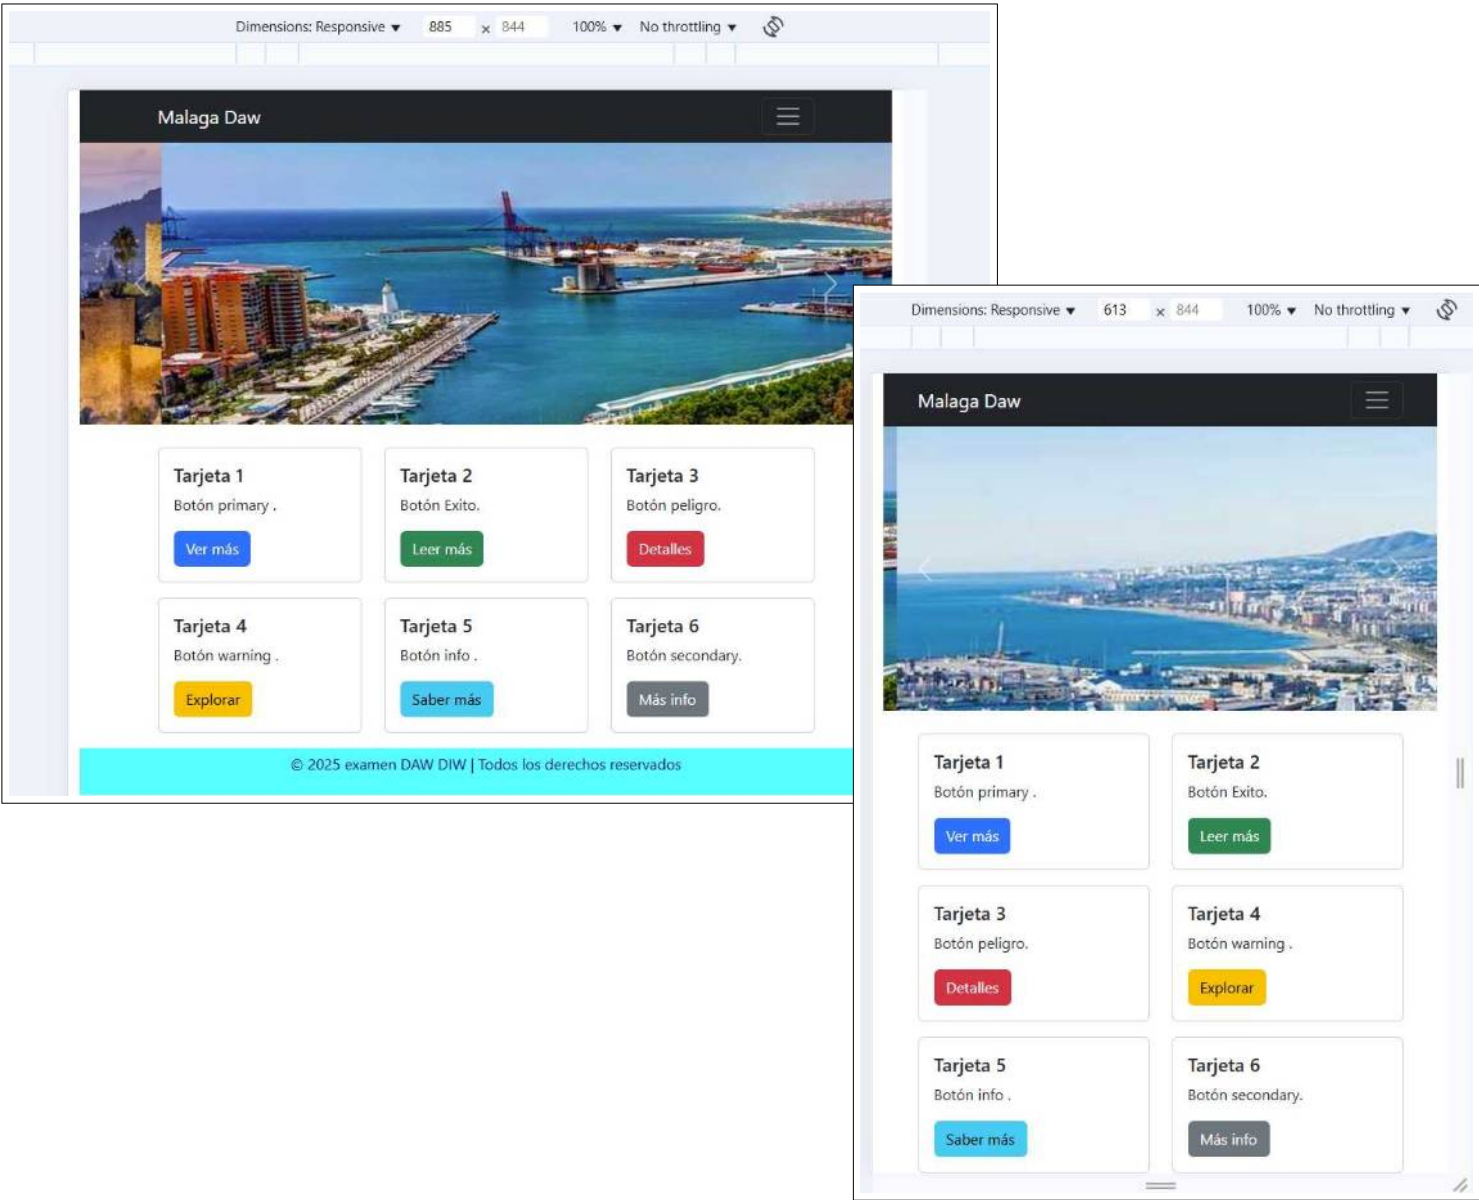 Dimensions: Responsive ▼ 885 × 844 100% ▼ No throttling ▼
Malaga Daw
Tarjeta 1 Tarjeta 2 Tarjeta 3
Botón primary . Botón Exito. Botón peligro.
Ver más Leer más Detalles
Tarjeta 4 Tarjeta 5 Tarjeta 6
Botón warning . Botón info . Botón secondary.
Explorar Saber más Más info
© 2025 examen DAW DIW | Todos los derechos reservados
Dimensions: Responsive ▼ 613 × 844 100% ▼ No throttling ▼
Malaga Daw
Tarjeta 1 Tarjeta 2
Botón primary . Botón Exito.
Ver más Leer más
Tarjeta 3 Tarjeta 4
Botón peligro. Botón warning .
Detalles Explorar
Tarjeta 5 Tarjeta 6
Botón info . Botón secondary.
Saber más Más info